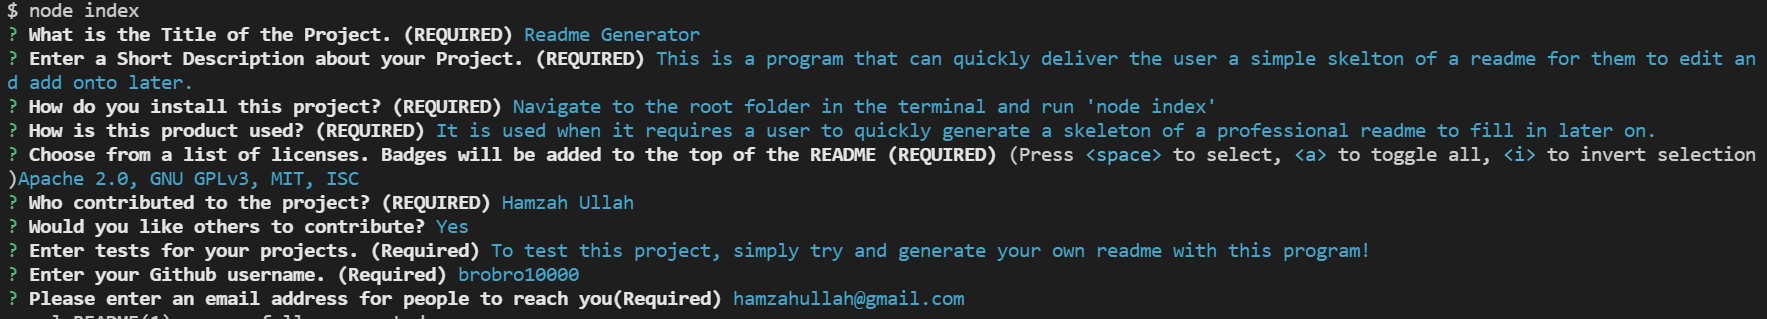 $ node index
? What is the Title of the Project. (REQUIRED) Readme Generator
? Enter a Short Description about your Project. (REQUIRED) This is a program that can quickly deliver the user a simple skelton of a readme for them to edit an
d add onto later.
? How do you install this project? (REQUIRED) Navigate to the root folder in the terminal and run 'node index'
? How is this product used? (REQUIRED) It is used when it requires a user to quickly generate a skeleton of a professional readme to fill in later on.
? Choose from a list of licenses. Badges will be added to the top of the README (REQUIRED) (Press <space> to select, <a> to toggle all, <i> to invert selection
)Apache 2.0, GNU GPLv3, MIT, ISC
? Who contributed to the project? (REQUIRED) Hamzah Ullah
? Would you like others to contribute? Yes
? Enter tests for your projects. (Required) To test this project, simply try and generate your own readme with this program!
? Enter your Github username. (Required) brobro10000
? Please enter an email address for people to reach you(Required) hamzahullah@gmail.com